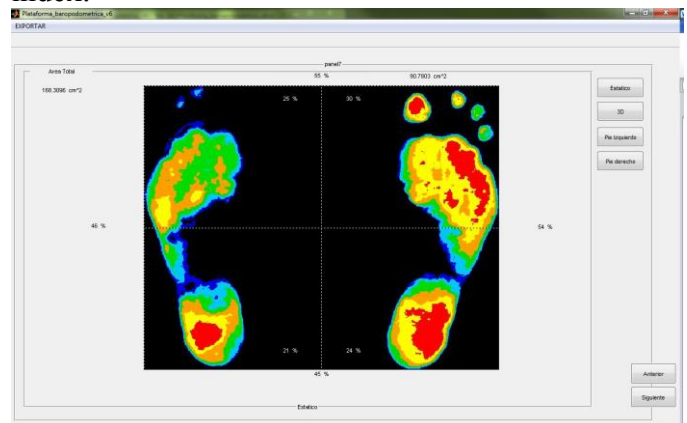 Plataforma_baropodometrica_v6
EXPORTAR
panel7
Area Total
55 %
90.7803 cm^2
168.3096 cm^2
25 %
30 %
Estatico
3D
Pie Izquierdo
Pie derecho
46 %
54 %
21 %
24 %
45 %
Anterior
Siguiente
Estatico